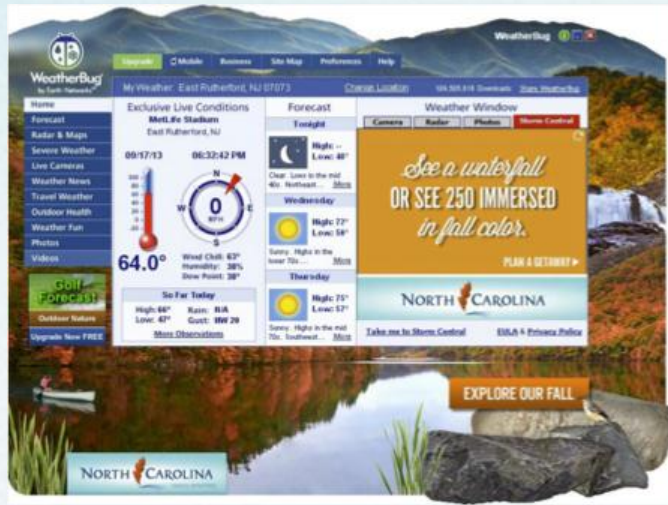 WeatherBug
WeatherBug
by Earth Networks
Upgrade
Mobile
Business
Site Map
Preferences
Help
My Weather: East Rutherford, NJ 07073
Change Location
Downloads
Home
Forecast
Radar & Maps
Severe Weather
Live Cameras
Weather News
Travel Weather
Outdoor Health
Weather Fun
Photos
Videos
Golf
Forecast
Outdoor Nature
Upgrade Now FREE
Exclusive Live Conditions
MetLife Stadium
East Rutherford, NJ
09/17/13
06:32:42 PM
N
W
E
S
0
MPH
64.0°
Wind Chill: 63°
Humidity: 38%
Dew Point: 38°
So Far Today
High: 66° Rain: N/A
Low: 47° Gust: NW 20
More Observations
Forecast
Tonight
High: --
Low: 48°
Clear. Lows in the mid
40s. Northeast... More
Wednesday
High: 72°
Low: 50°
Sunny. Highs in the
lower 70s.... More
Thursday
High: 75°
Low: 57°
Sunny. Highs in the mid
70s. Southeast... More
Weather Window
Camera
Radar
Photos
Storm Central
See a waterfall
OR SEE 250 IMMERSED
in fall color.
PLAN A GETAWAY
NORTH CAROLINA
Take me to Storm Central
EULA & Privacy Policy
EXPLORE OUR FALL
NORTH CAROLINA